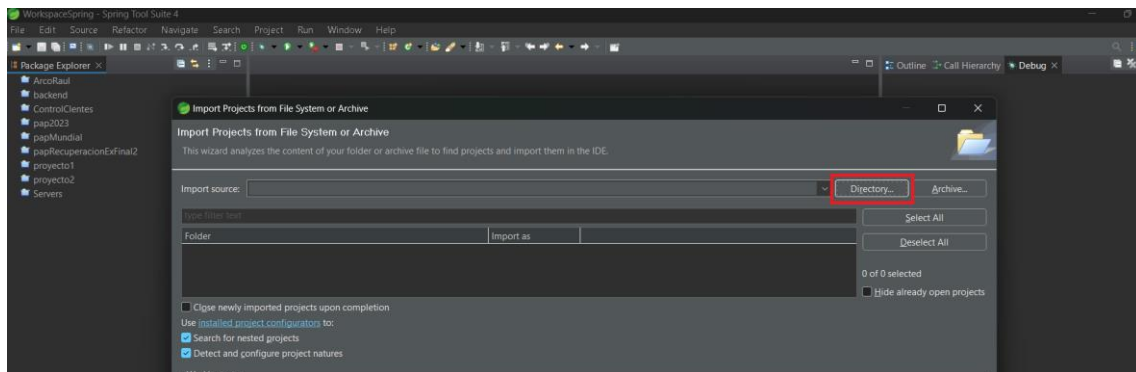 WorkspaceSpring - Spring Tool Suite 4
File Edit Source Refactor Navigate Search Project Run Window Help
Package Explorer
Outline Call Hierarchy Debug
ArcoRaul
backend
ControlClentes
pap2023
papMundial
papRecuperacionExFinal2
proyecto1
proyecto2
Servers
Import Projects from File System or Archive
Import Projects from File System or Archive
This wizard analyzes the content of your folder or archive file to find projects and import them in the IDE.
Import source: Directory... Archive...
type filter text
Select All
Folder Import as
Deselect All
0 of 0 selected
Hide already open projects
Close newly imported projects upon completion
Use installed project configurators to:
Search for nested projects
Detect and configure project natures